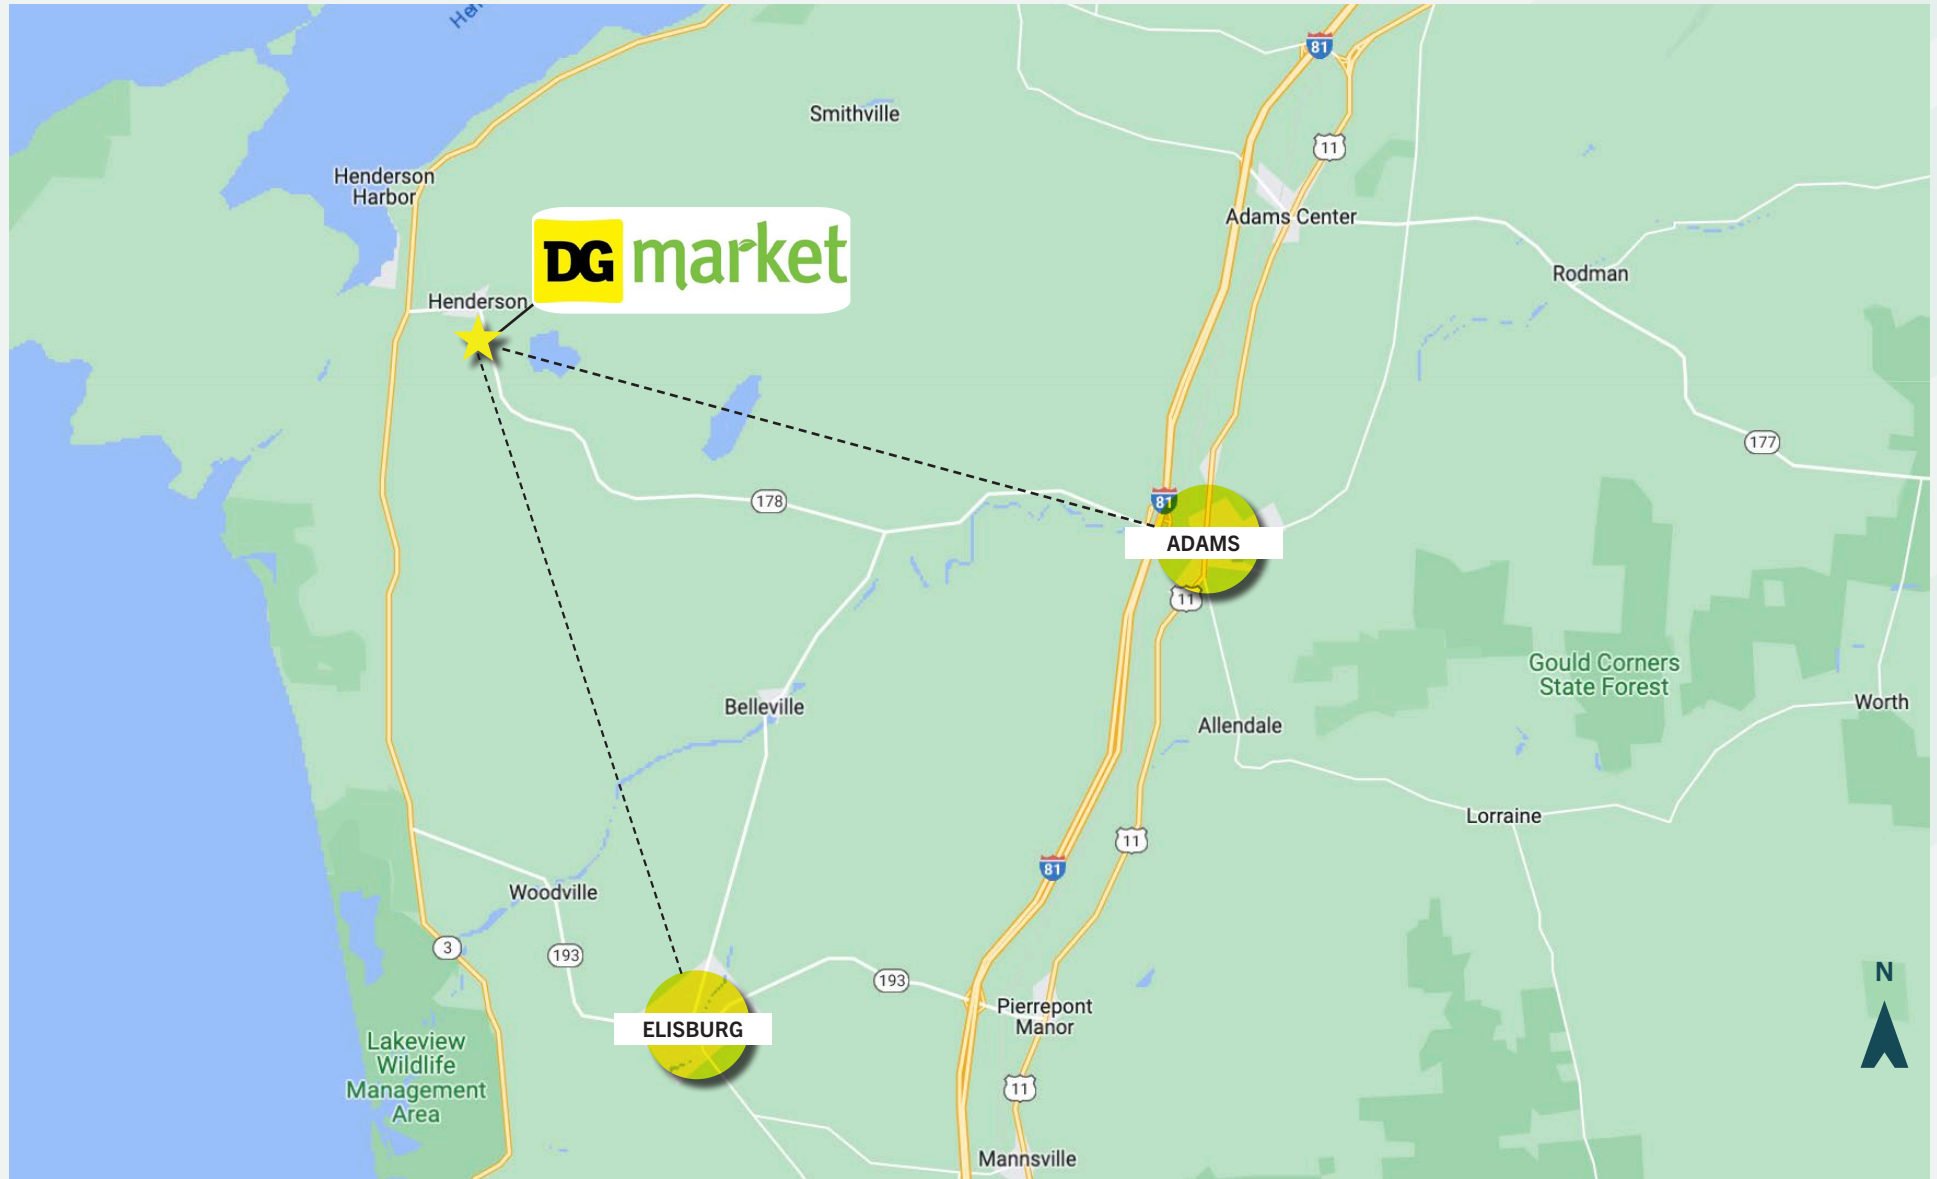 Hen
81
Smithville
11
Henderson
Harbor
Adams Center
DG market
Rodman
Henderson
177
178
81
ADAMS
11
Gould Corners
State Forest
Belleville
Worth
Allendale
Lorraine
11
81
Woodville
3
193
193
N
Pierrepont
Manor
ELISBURG
Lakeview
Wildlife
Management
Area
11
Mannsville